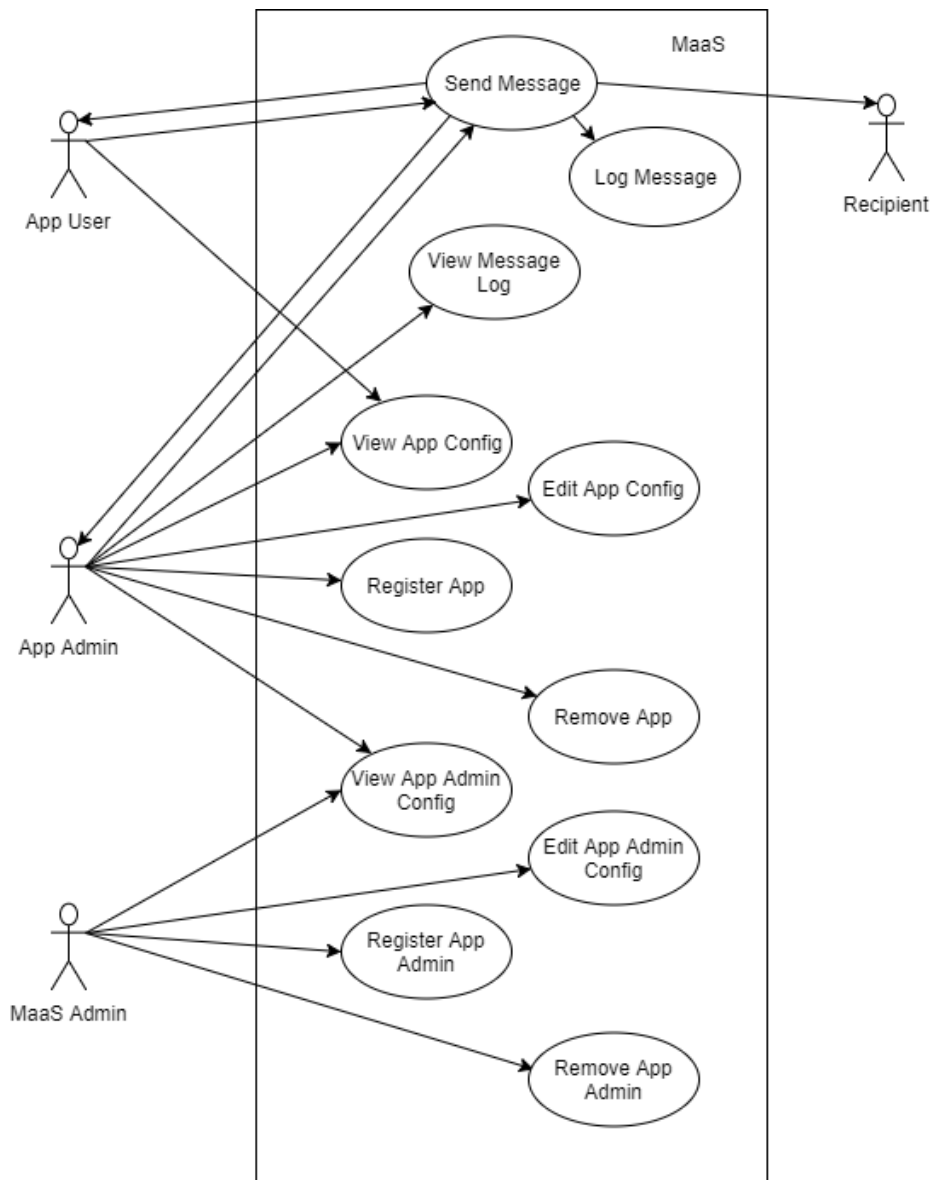 MaaS
Send Message
Log Message
App User
Recipient
View Message
Log
View App Config
Edit App Config
Register App
App Admin
Remove App
View App Admin
Config
Edit App Admin
Config
Register App
Admin
MaaS Admin
Remove App
Admin